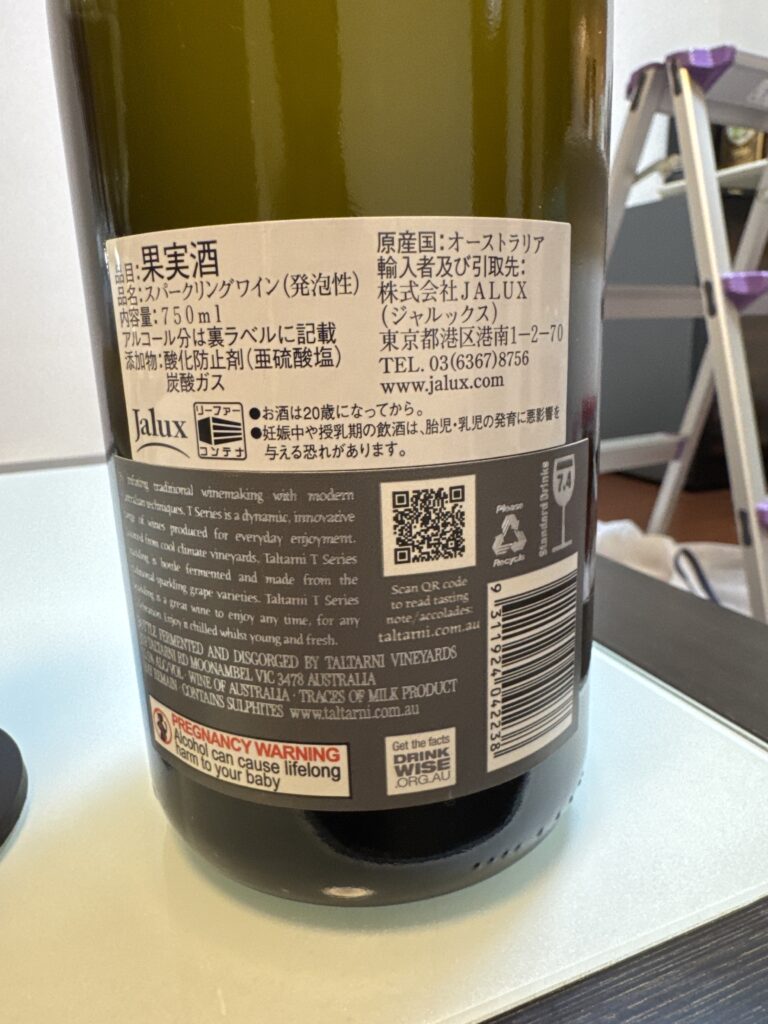 品目:果実酒
品名:スパークリングワイン(発泡性)
内容量:750ml
アルコール分は裏ラベルに記載
添加物:酸化防止剤(亜硫酸塩)
炭酸ガス
原産国:オーストラリア
輸入者及び引取先:
株式会社JALUX
(ジャルックス)
東京都港区港南1-2-70
TEL. 03(6367)8756
www.jalux.com
Jalux
リーファー
コンテナ
●お酒は20歳になってから。
●妊娠中や授乳期の飲酒は、胎児・乳児の発育に悪影響を
与える恐れがあります。
infusing traditional winemaking with modern
techniques, T Series is a dynamic, innovative
of wines produced for everyday enjoyment.
from cool climate vineyards, Taltarni T Series
is bottle fermented and made from the
sparkling grape varieties. Taltarni T Series
is a great wine to enjoy any time, for any
Enjoy it chilled whilst young and fresh.
BOTTLE FERMENTED AND DISGORGED BY TALTARNI VINEYARDS
TALTARNI RD MOONAMBEL VIC 3478 AUSTRALIA
ALC/VOL · WINE OF AUSTRALIA · TRACES OF MILK PRODUCT
REMAIN · CONTAINS SULPHITES www.taltarni.com.au
Scan QR code
to read tasting
note/accolades:
taltarni.com.au
Please
Recycle
Standard Drinks
7.4
9 311924 042238
PREGNANCY WARNING
Alcohol can cause lifelong
harm to your baby
Get the facts
DRINK
WISE
.ORG.AU